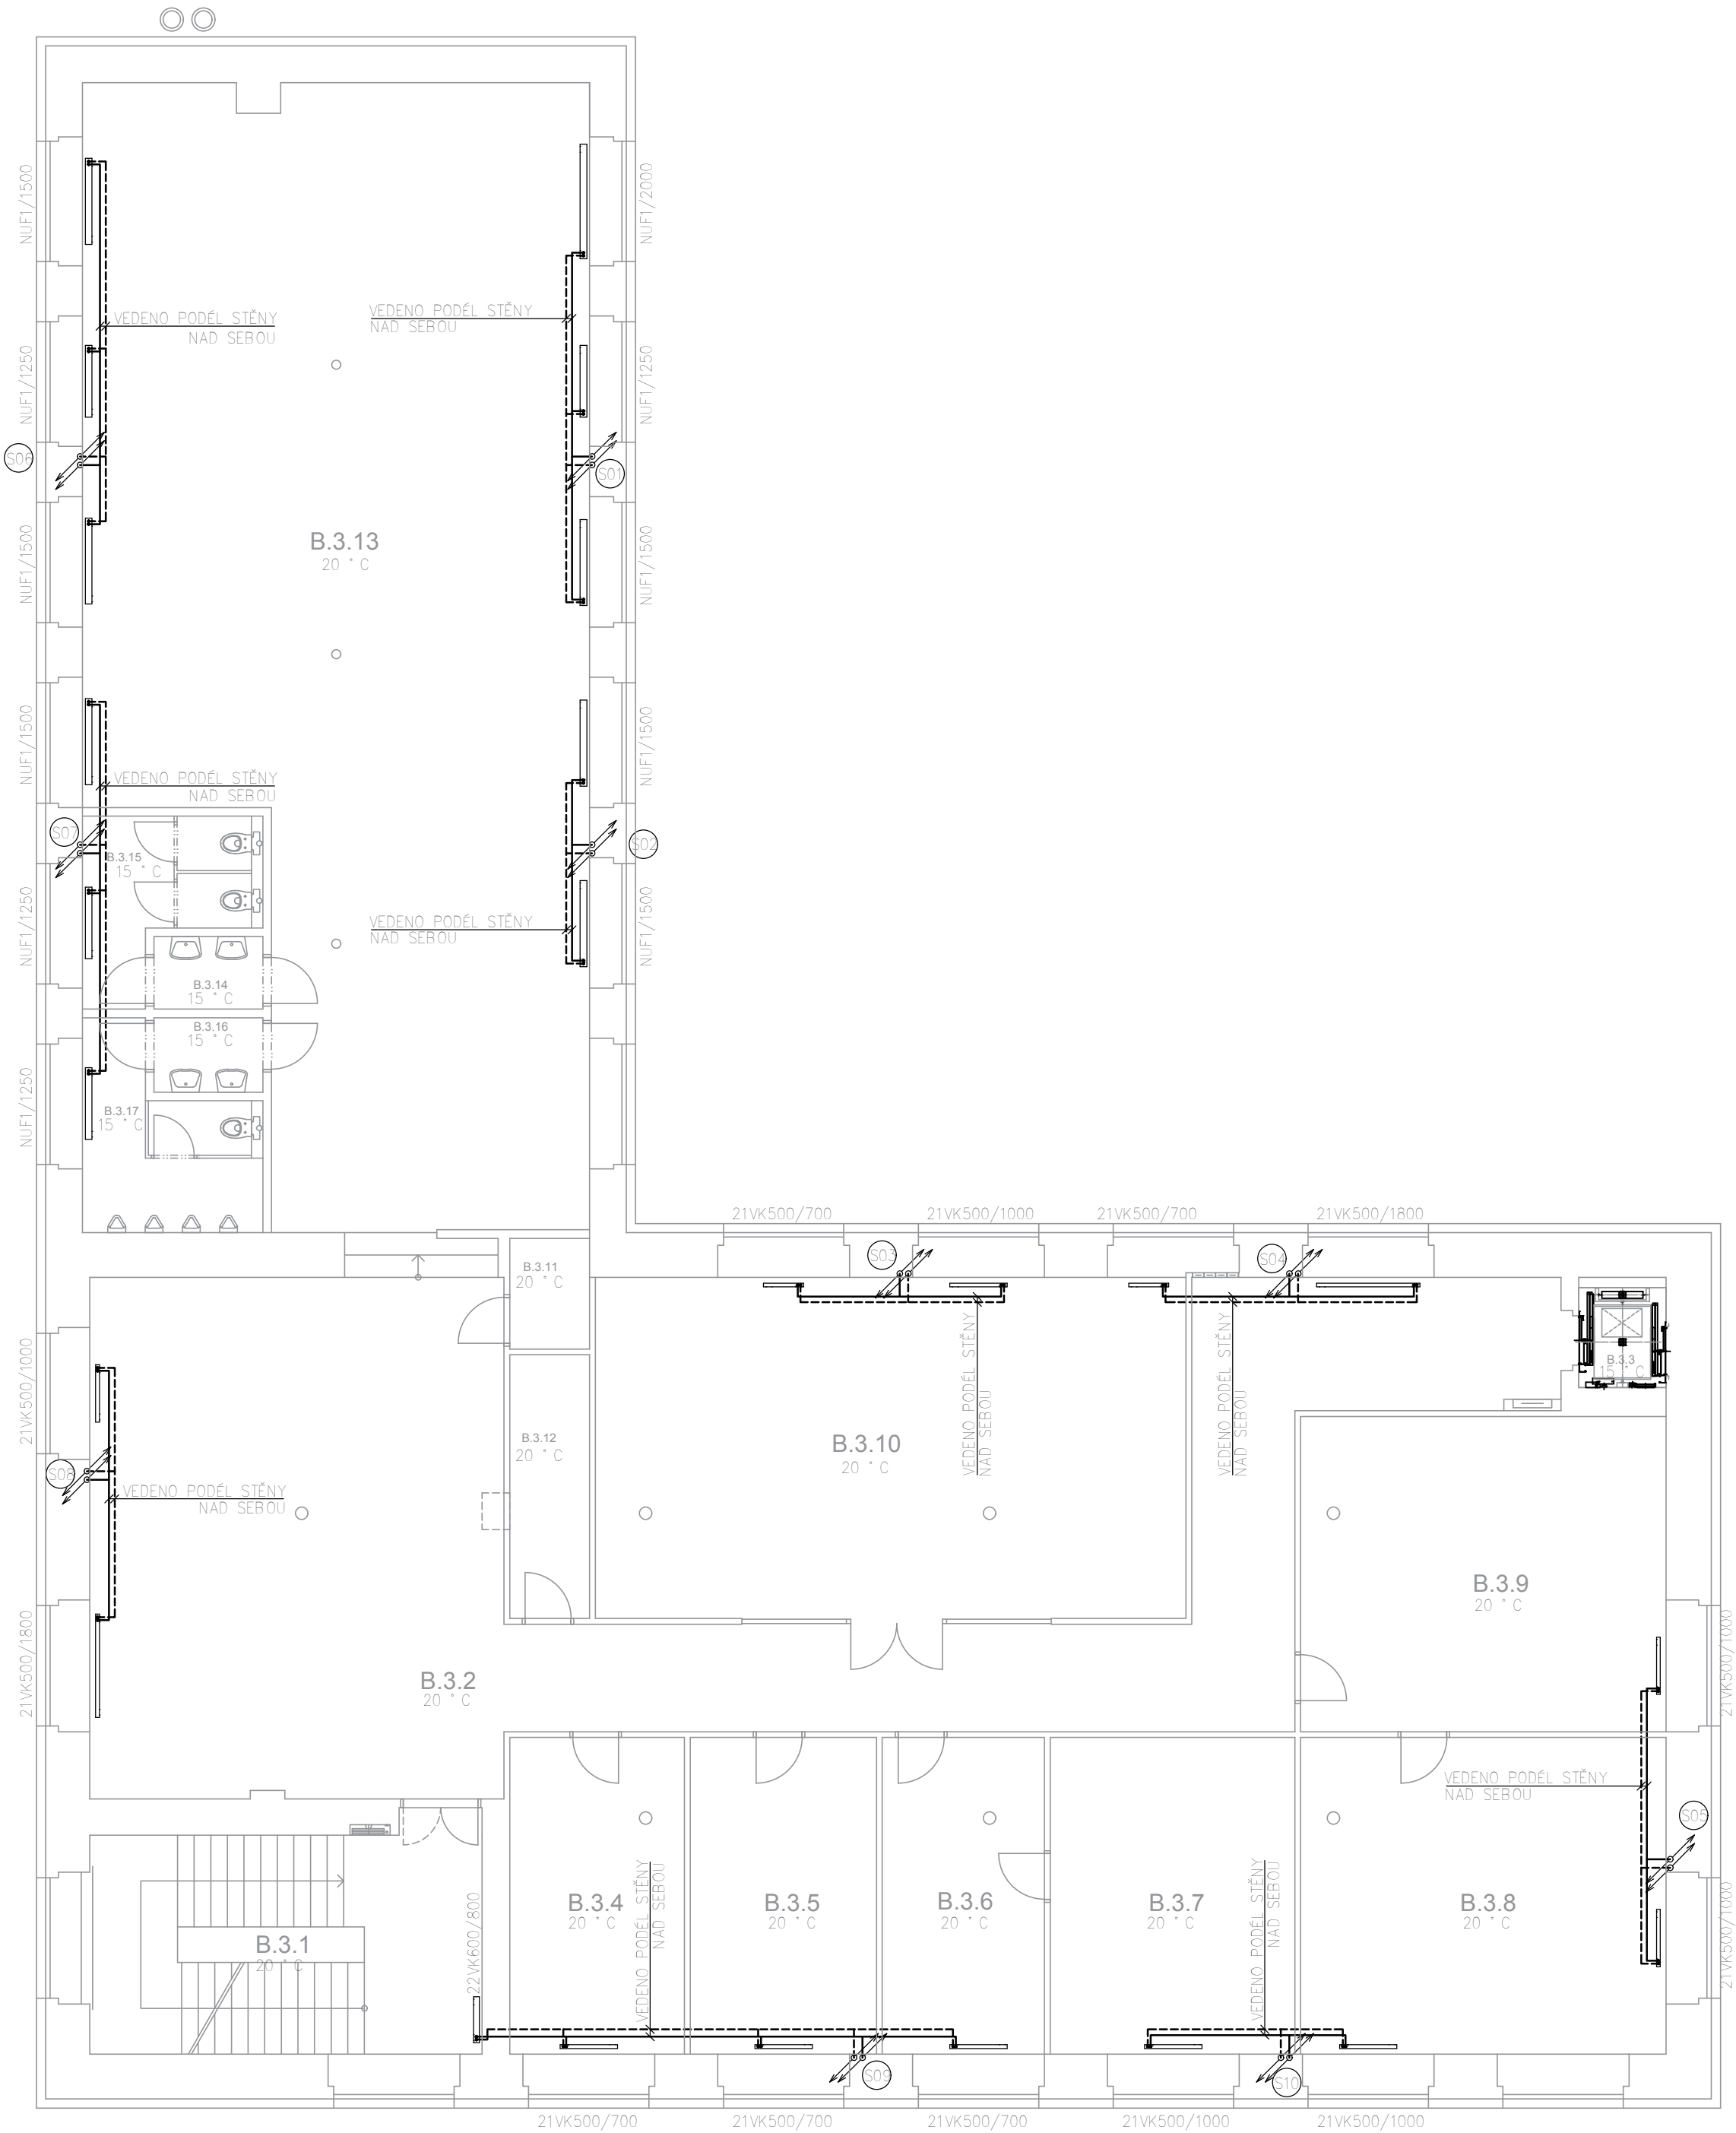 NUF1/1500
NUF1/2000
VEDENO PODÉL STĚNY
NAD SEBOU
VEDENO PODÉL STĚNY
NAD SEBOU
NUF1/1250
NUF1/1250
S06
S01
B.3.13
20 °C
NUF1/1500
NUF1/1500
NUF1/1500
NUF1/1500
VEDENO PODÉL STĚNY
NAD SEBOU
S07
S02
B.3.15
15 °C
NUF1/1250
NUF1/1500
VEDENO PODÉL STĚNY
NAD SEBOU
B.3.14
15 °C
B.3.16
15 °C
NUF1/1250
B.3.17
15 °C
21VK500/700
21VK500/1000
21VK500/700
21VK500/1800
S03
S04
B.3.11
20 °C
21VK500/1000
B.3.3
15 °C
VEDENO PODÉL STĚNY
NAD SEBOU
VEDENO PODÉL STĚNY
NAD SEBOU
B.3.12
20 °C
B.3.10
20 °C
S08
VEDENO PODÉL STĚNY
NAD SEBOU
B.3.9
20 °C
21VK500/1800
21VK500/1000
B.3.2
20 °C
VEDENO PODÉL STĚNY
NAD SEBOU
S05
B.3.4
20 °C
VEDENO PODÉL STĚNY
NAD SEBOU
B.3.5
20 °C
B.3.6
20 °C
B.3.7
20 °C
VEDENO PODÉL STĚNY
NAD SEBOU
B.3.8
20 °C
21VK500/1000
22VK600/800
B.3.1
20 °C
S09
S10
21VK500/700
21VK500/700
21VK500/700
21VK500/1000
21VK500/1000